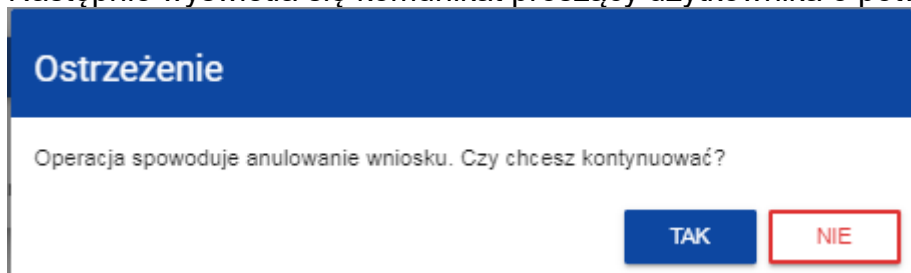 Ostrzeżenie
Operacja spowoduje anulowanie wniosku. Czy chcesz kontynuować?
TAK NIE